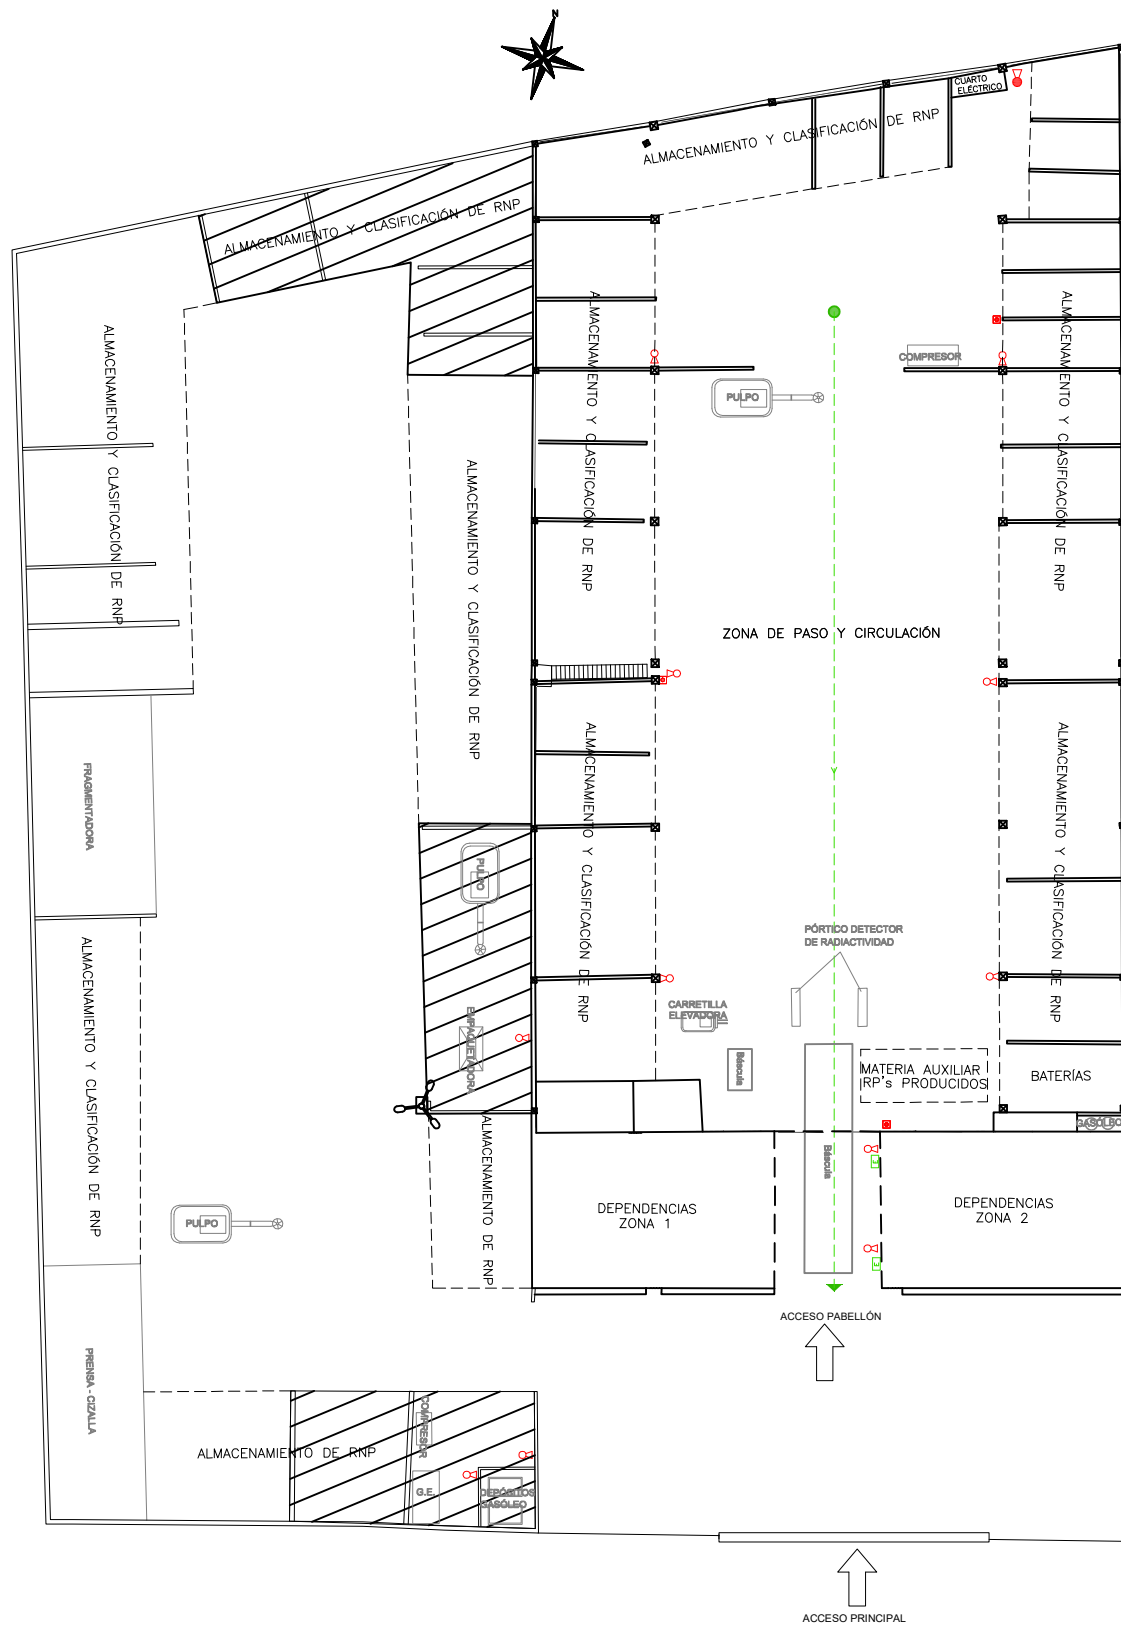 N
CUARTO
ELÉCTRICO
ALMACENAMIENTO Y CLASIFICACIÓN DE RNP
ALMACENAMIENTO Y CLASIFICACIÓN DE RNP
ALMACENAMIENTO Y CLASIFICACIÓN DE RNP
ALMACENAMIENTO Y CLASIFICACIÓN DE RNP
ALMACENAMIENTO Y CLASIFICACIÓN DE RNP
ALMACENAMIENTO Y CLASIFICACIÓN DE RNP
COMPRESOR
PULPO
ZONA DE PASO Y CIRCULACIÓN
FRAGMENTADORA
ALMACENAMIENTO Y CLASIFICACIÓN DE RNP
ALMACENAMIENTO Y CLASIFICACIÓN DE RNP
PULPO
PÓRTICO DETECTOR
DE RADIACTIVIDAD
ALMACENAMIENTO Y CLASIFICACIÓN DE RNP
CARRETILLA
ELEVADORA
EMPAQUETADORA
Báscula
MATERIA AUXILIAR
RP's PRODUCIDOS
BATERÍAS
GASÓLEO
ALMACENAMIENTO DE RNP
Báscula
E
DEPENDENCIAS
ZONA 1
DEPENDENCIAS
ZONA 2
PULPO
E
ACCESO PABELLÓN
PRENSA - CIZALLA
COMPRESOR
ALMACENAMIENTO DE RNP
G.E.
DEPÓSITOS
GASÓLEO
ACCESO PRINCIPAL